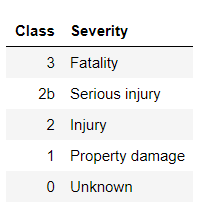 Class Severity
3 Fatality
2b Serious injury
2 Injury
1 Property damage
0 Unknown